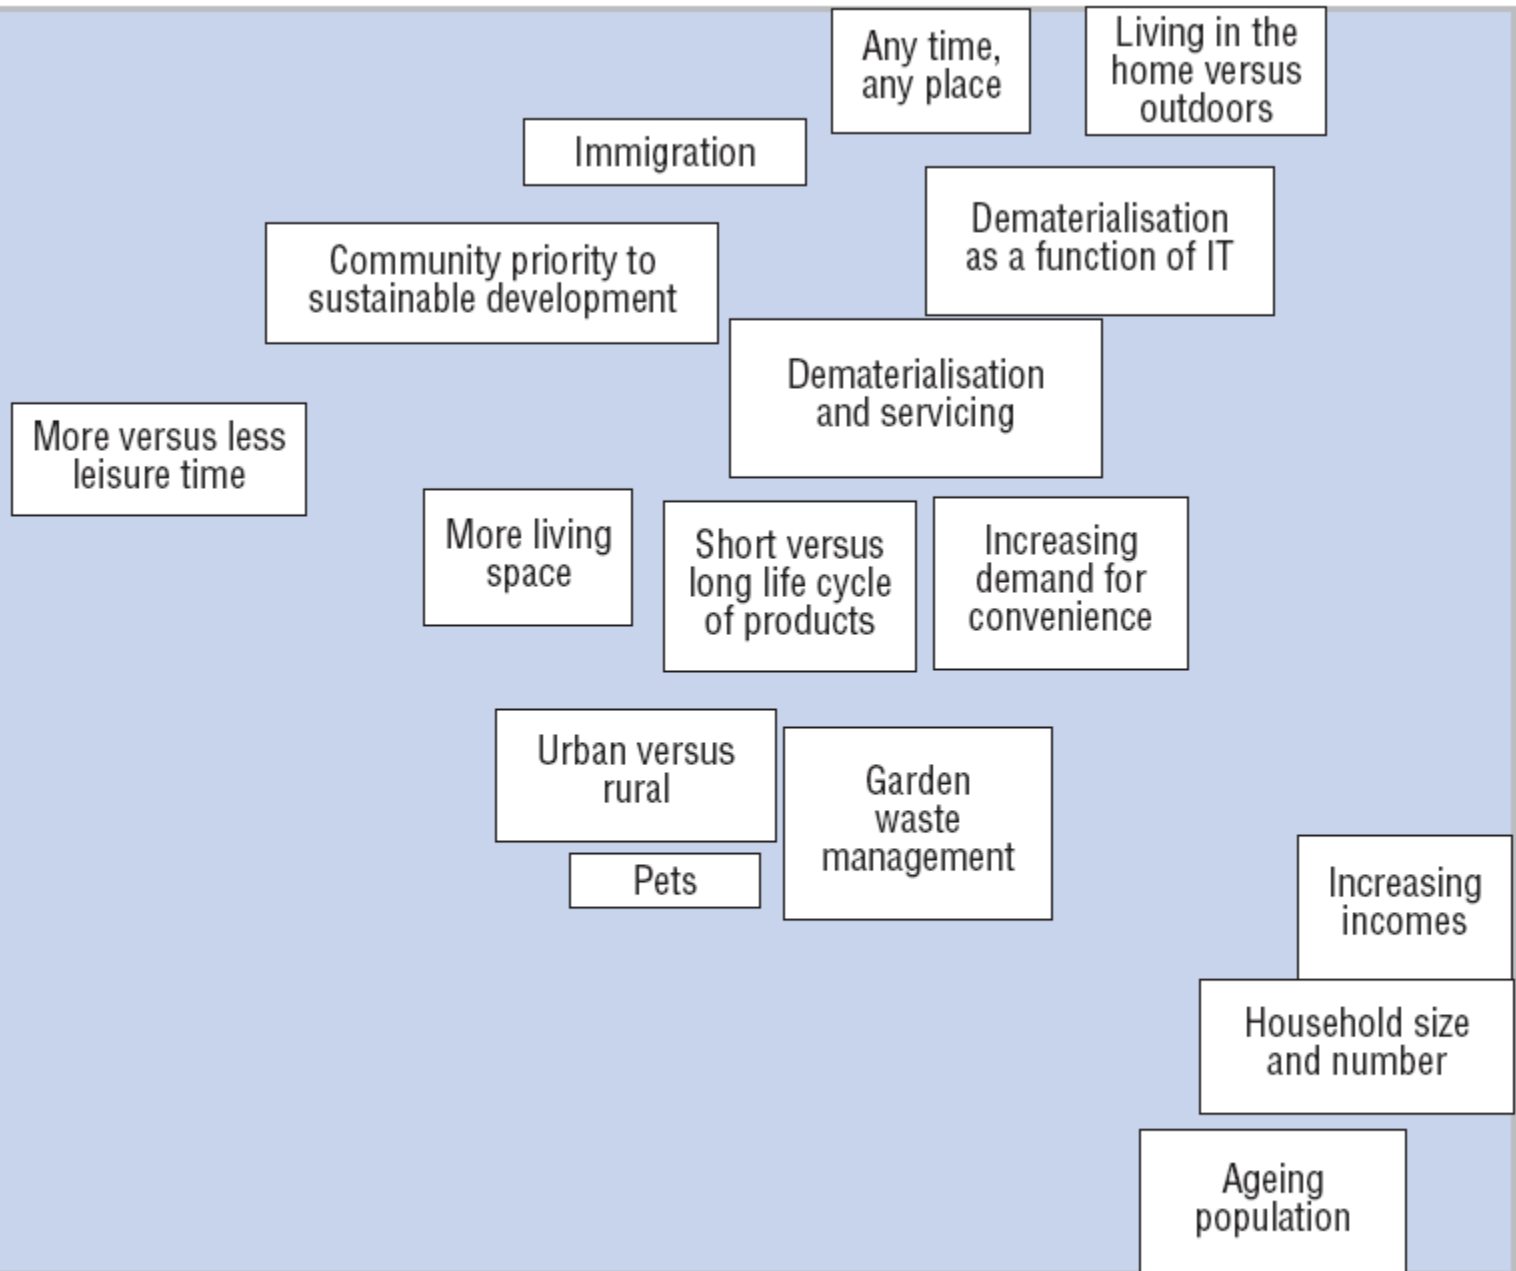 Any time,
any place
Living in the
home versus
outdoors
Immigration
Dematerialisation
as a function of IT
Community priority to
sustainable development
Dematerialisation
and servicing
More versus less
leisure time
More living
space
Short versus
long life cycle
of products
Increasing
demand for
convenience
Urban versus
rural
Garden
waste
management
Pets
Increasing
incomes
Household size
and number
Ageing
population